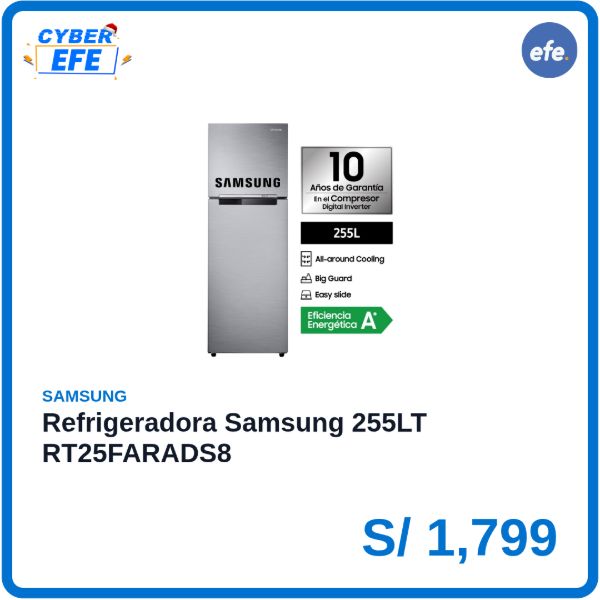 CYBER
EFE
efe.
SAMSUNG
10
Años de Garantía
En el Compresor
Digital Inverter
255L
All-around Cooling
Big Guard
Easy slide
Eficiencia
Energética A*
SAMSUNG
Refrigeradora Samsung 255LT
RT25FARADS8
S/ 1,799